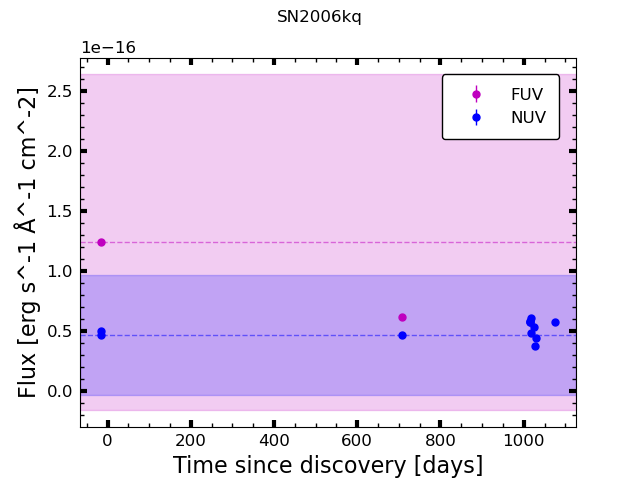 SN2006kq
1e−16
FUV
NUV
2.5
2.0
1.5
1.0
0.5
0.0
Flux [erg s^-1 Å^-1 cm^-2]
0
200
400
600
800
1000
Time since discovery [days]